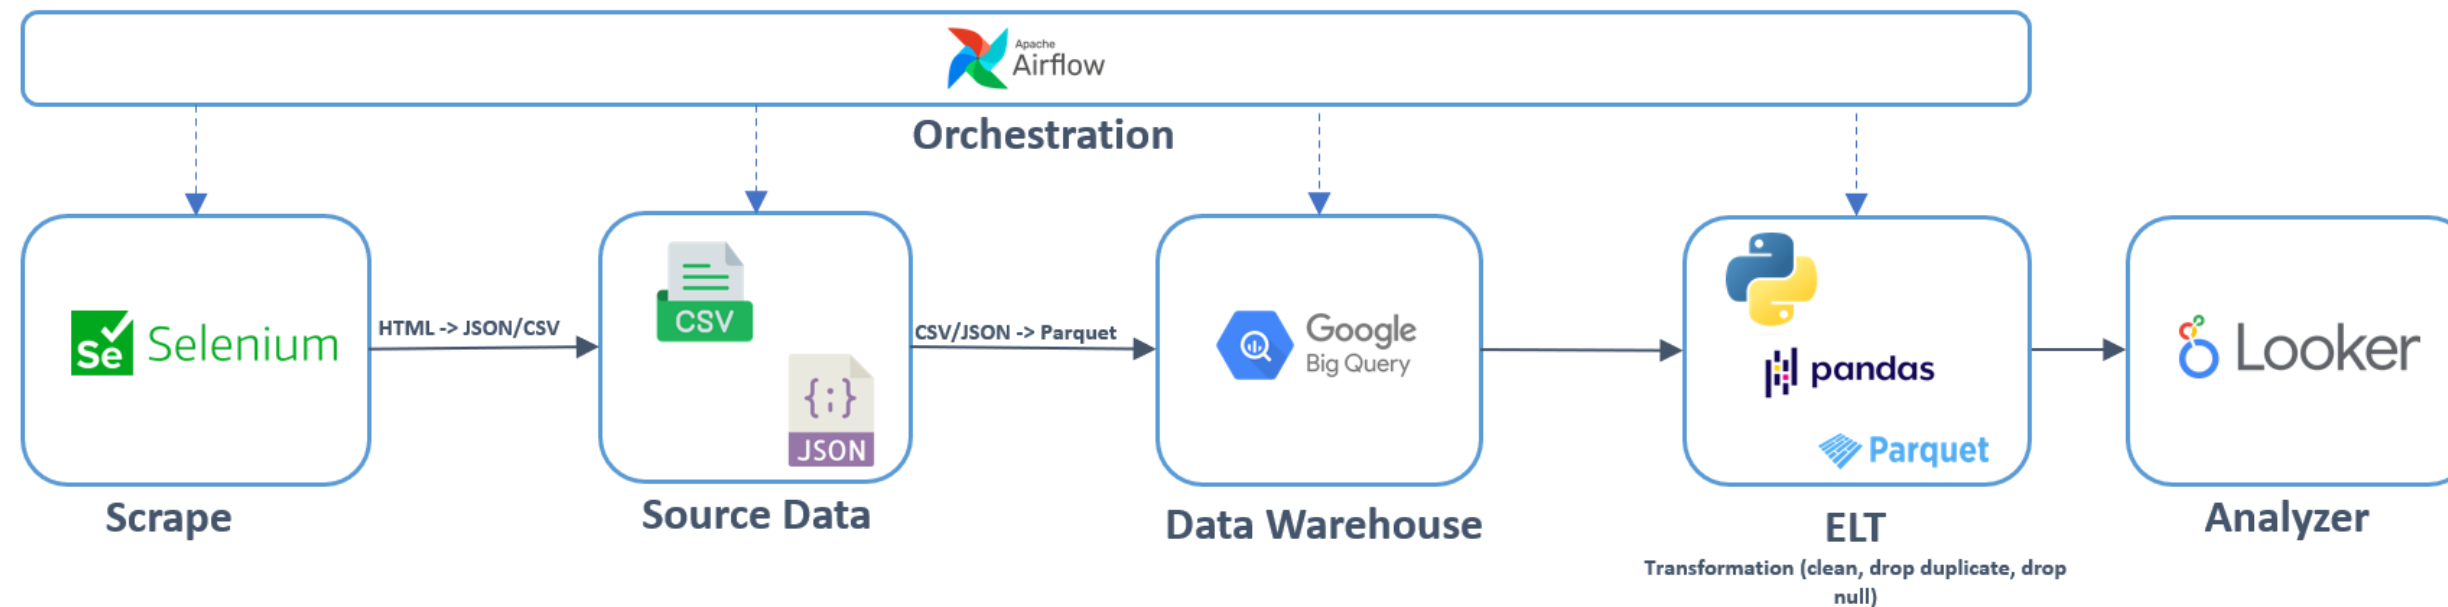 Apache
Airflow
Orchestration
Se Selenium
Scrape
HTML -> JSON/CSV
CSV
{;}
JSON
Source Data
CSV/JSON -> Parquet
Google
Big Query
Data Warehouse
pandas
Parquet
ELT
Transformation (clean, drop duplicate, drop
null)
Looker
Analyzer